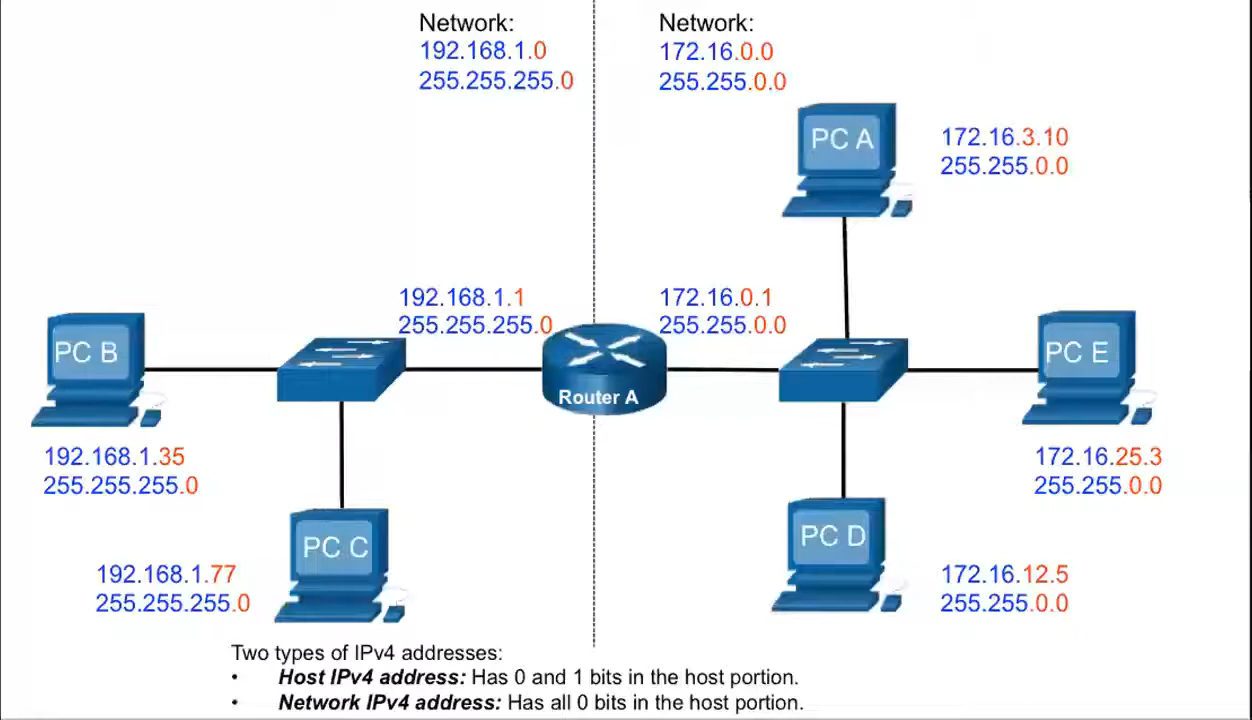 Network:
192.168.1.0
255.255.255.0
Network:
172.16.0.0
255.255.0.0
PC A
172.16.3.10
255.255.0.0
192.168.1.1
255.255.255.0
172.16.0.1
255.255.0.0
PC B
PC E
Router A
192.168.1.35
255.255.255.0
172.16.25.3
255.255.0.0
PC C
PC D
192.168.1.77
255.255.255.0
172.16.12.5
255.255.0.0
Two types of IPv4 addresses:
• Host IPv4 address: Has 0 and 1 bits in the host portion.
• Network IPv4 address: Has all 0 bits in the host portion.